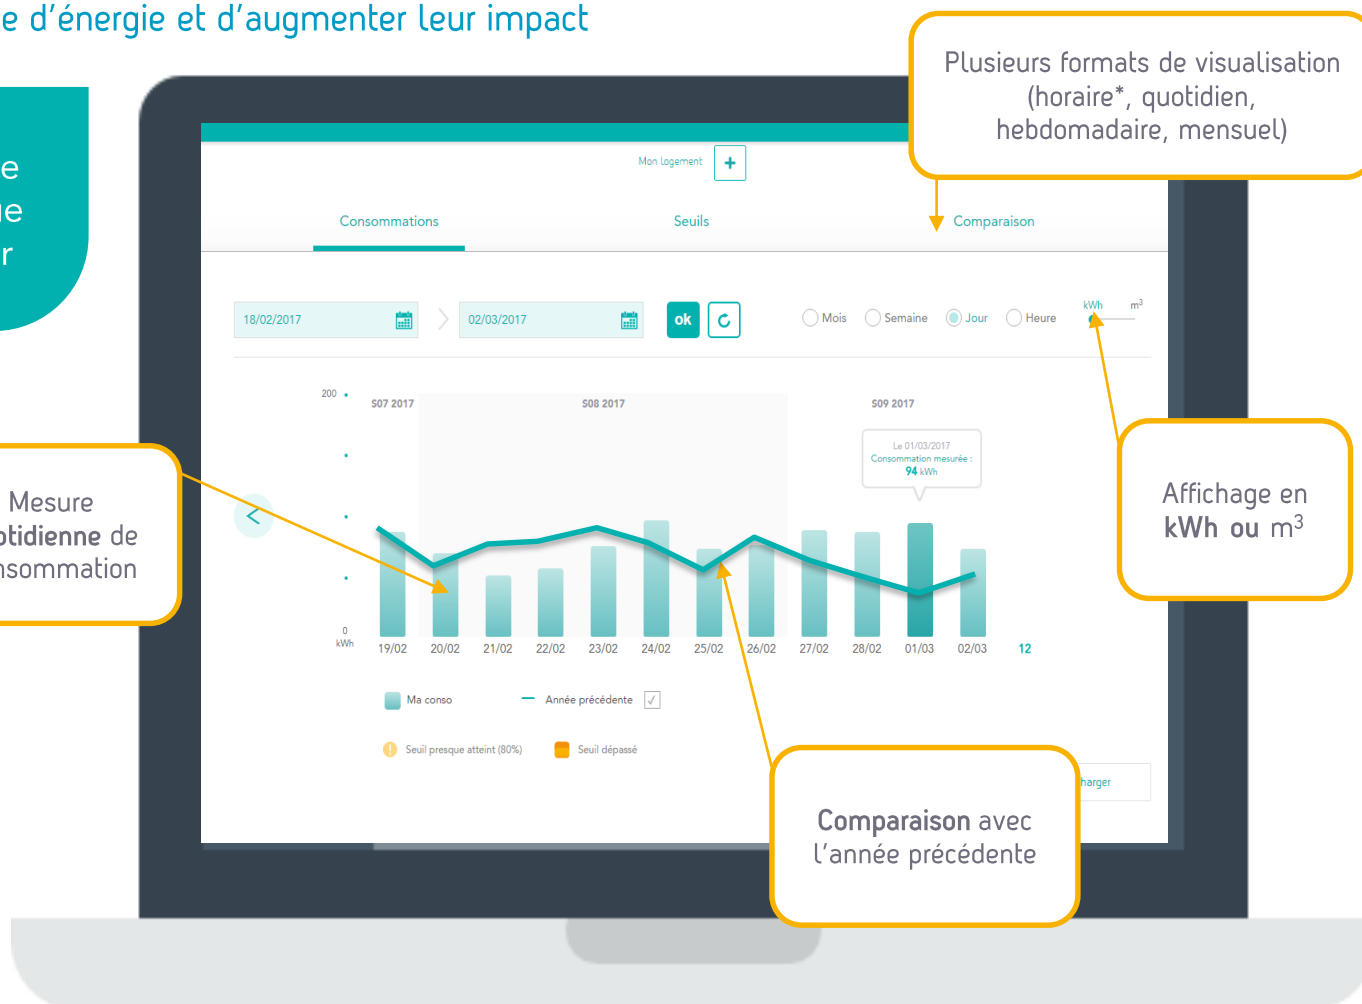 e d'énergie et d'augmenter leur impact
Plusieurs formats de visualisation
(horaire*, quotidien,
hebdomadaire, mensuel)
e
r
Mon logement +
Consommations Seuils Comparaison
18/02/2017 02/03/2017 ok Mois Semaine Jour Heure kWh m³
200
S07 2017 S08 2017 S09 2017
Le 01/03/2017
Consommation mesurée :
94 kWh
Mesure
otidienne de
nsommation
Affichage en
kWh ou m³
0
kWh
19/02 20/02 21/02 22/02 23/02 24/02 25/02 26/02 27/02 28/02 01/03 02/03 12
Ma conso Année précédente
Seuil presque atteint (80%) Seuil dépassé
harger
Comparaison avec
l'année précédente